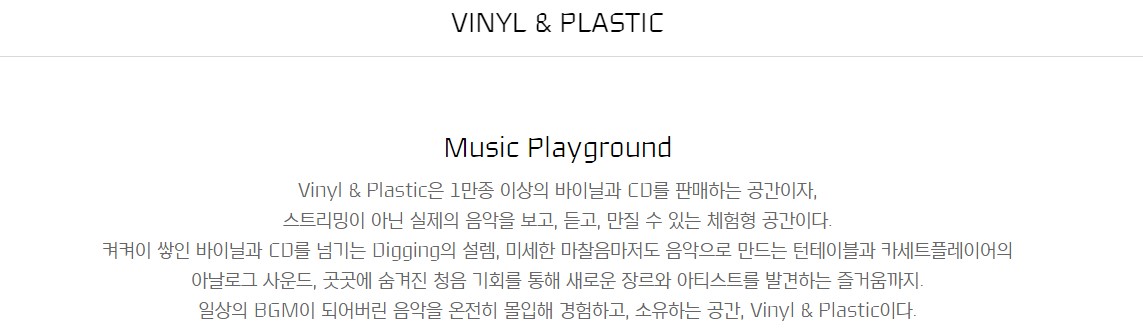 VINYL & PLASTIC
Music Playground
Vinyl & Plastic은 1만종 이상의 바이닐과 CD를 판매하는 공간이자,
스트리밍이 아닌 실제의 음악을 보고, 듣고, 만질 수 있는 체험형 공간이다.
켜켜이 쌓인 바이닐과 CD를 넘기는 Digging의 설렘, 미세한 마찰음마저도 음악으로 만드는 턴테이블과 카세트플레이어의
아날로그 사운드, 곳곳에 숨겨진 청음 기회를 통해 새로운 장르와 아티스트를 발견하는 즐거움까지.
일상의 BGM이 되어버린 음악을 온전히 몰입해 경험하고, 소유하는 공간, Vinyl & Plastic이다.